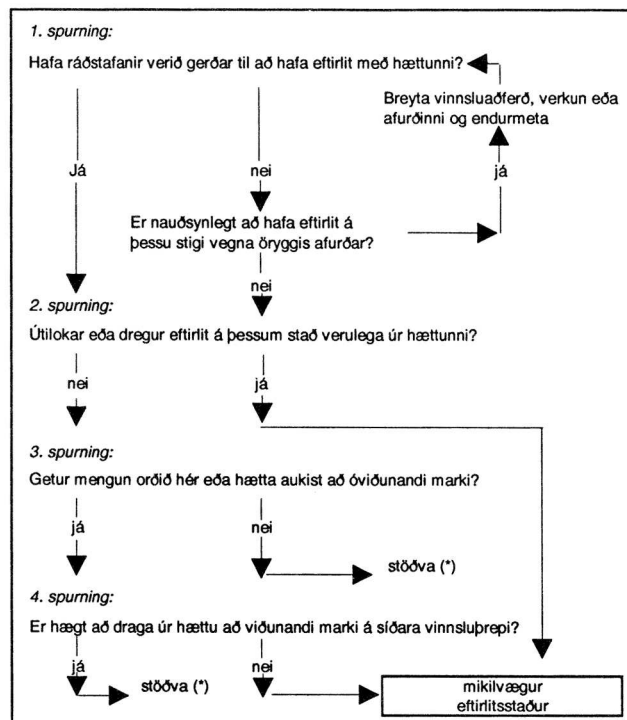 1. spurning:
Hafa ráðstafanir verið gerðar til að hafa eftirlit með hættunni?
Breyta vinnsluaðferð, verkun eða
afurðinni og endurmeta
Já
nei
já
Er nauðsynlegt að hafa eftirlit á
þessu stigi vegna öryggis afurðar?
nei
2. spurning:
Útilokar eða dregur eftirlit á þessum stað verulega úr hættunni?
nei
já
3. spurning:
Getur mengun orðið hér eða hætta aukist að óviðunandi marki?
já
nei
stöðva (*)
4. spurning:
Er hægt að draga úr hættu að viðunandi marki á síðara vinnsluþrepi?
já
nei
stöðva (*)
mikilvægur
eftirlitsstaður